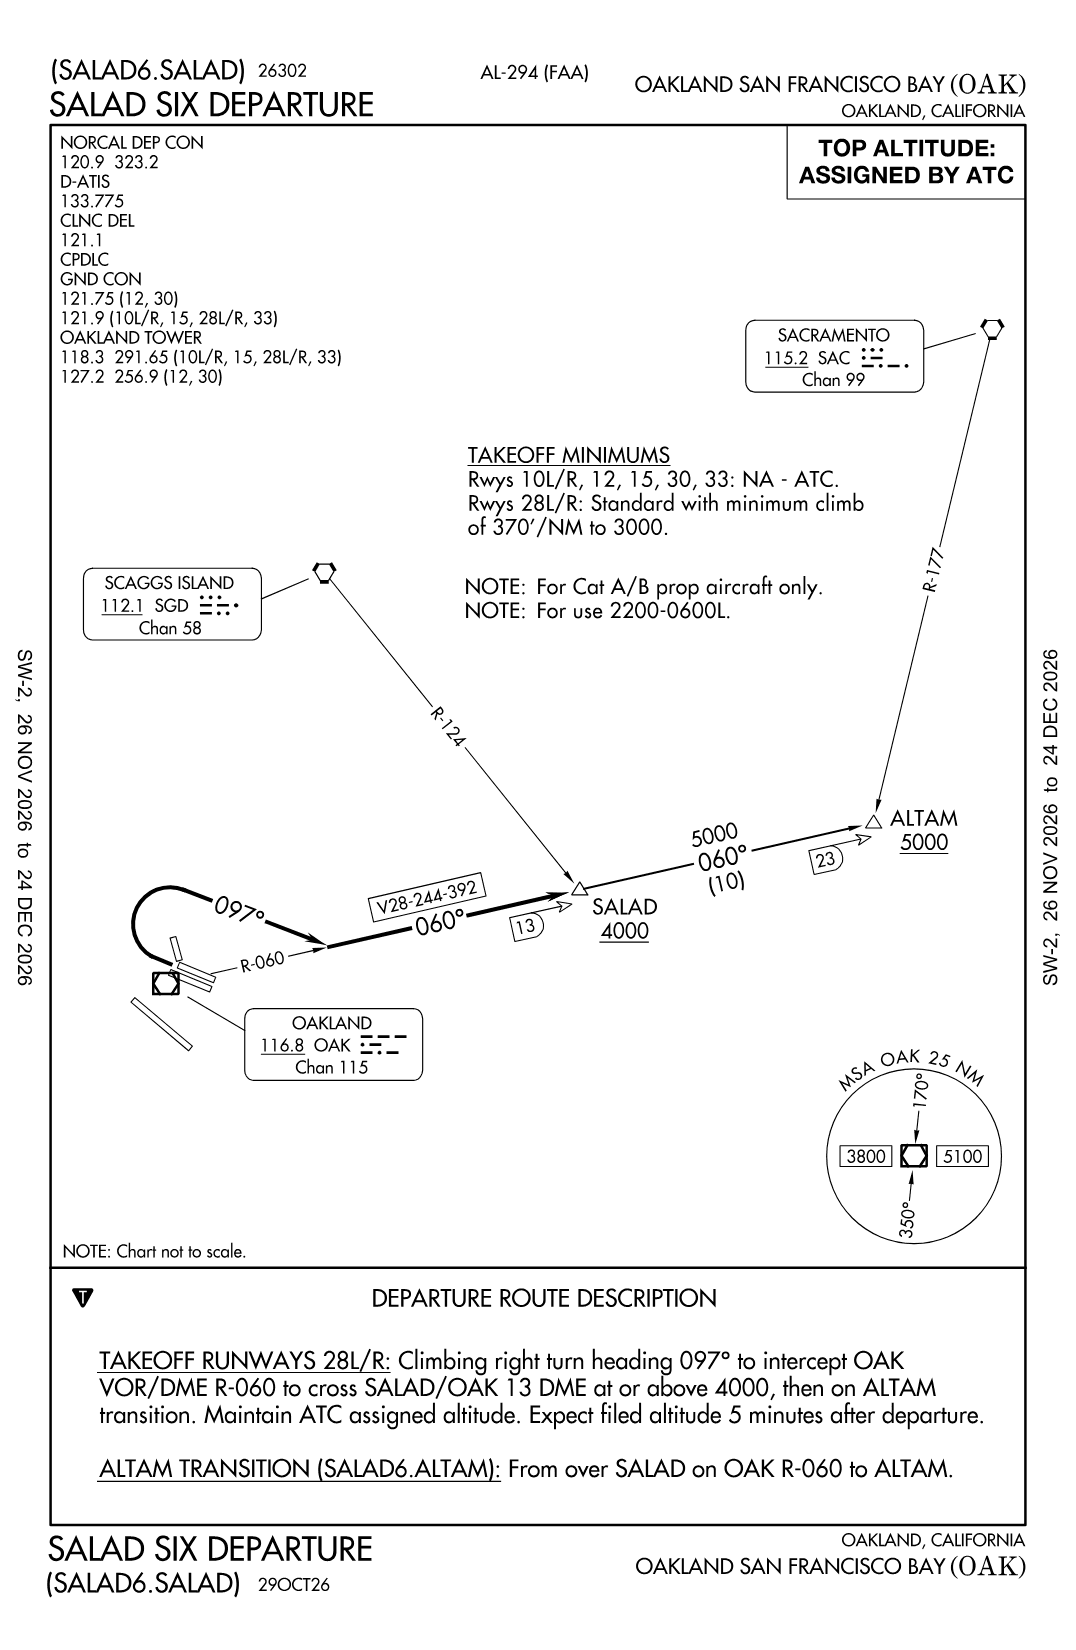 (SALAD6.SALAD) 26302
SALAD SIX DEPARTURE
AL-294 (FAA)
OAKLAND SAN FRANCISCO BAY (OAK)
OAKLAND, CALIFORNIA
NORCAL DEP CON
120.9 323.2
D-ATIS
133.775
CLNC DEL
121.1
CPDLC
GND CON
121.75 (12, 30)
121.9 (10L/R, 15, 28L/R, 33)
OAKLAND TOWER
118.3 291.65 (10L/R, 15, 28L/R, 33)
127.2 256.9 (12, 30)
TOP ALTITUDE:
ASSIGNED BY ATC
SACRAMENTO
115.2 SAC
Chan 99
TAKEOFF MINIMUMS
Rwys 10L/R, 12, 15, 30, 33: NA - ATC.
Rwys 28L/R: Standard with minimum climb
of 370'/NM to 3000.
NOTE: For Cat A/B prop aircraft only.
NOTE: For use 2200-0600L.
R-177
SCAGGS ISLAND
112.1 SGD
Chan 58
R-124
ALTAM
5000
5000
060°
(10)
23
V28-244-392
060°
13
SALAD
4000
097°
R-060
OAKLAND
116.8 OAK
Chan 115
MSA OAK 25 NM
170°
3800
5100
350°
NOTE: Chart not to scale.
SW-2, 26 NOV 2026 to 24 DEC 2026
SW-2, 26 NOV 2026 to 24 DEC 2026
T
DEPARTURE ROUTE DESCRIPTION
TAKEOFF RUNWAYS 28L/R: Climbing right turn heading 097° to intercept OAK
VOR/DME R-060 to cross SALAD/OAK 13 DME at or above 4000, then on ALTAM
transition. Maintain ATC assigned altitude. Expect filed altitude 5 minutes after departure.
ALTAM TRANSITION (SALAD6.ALTAM): From over SALAD on OAK R-060 to ALTAM.
SALAD SIX DEPARTURE
(SALAD6.SALAD) 29OCT26
OAKLAND, CALIFORNIA
OAKLAND SAN FRANCISCO BAY (OAK)